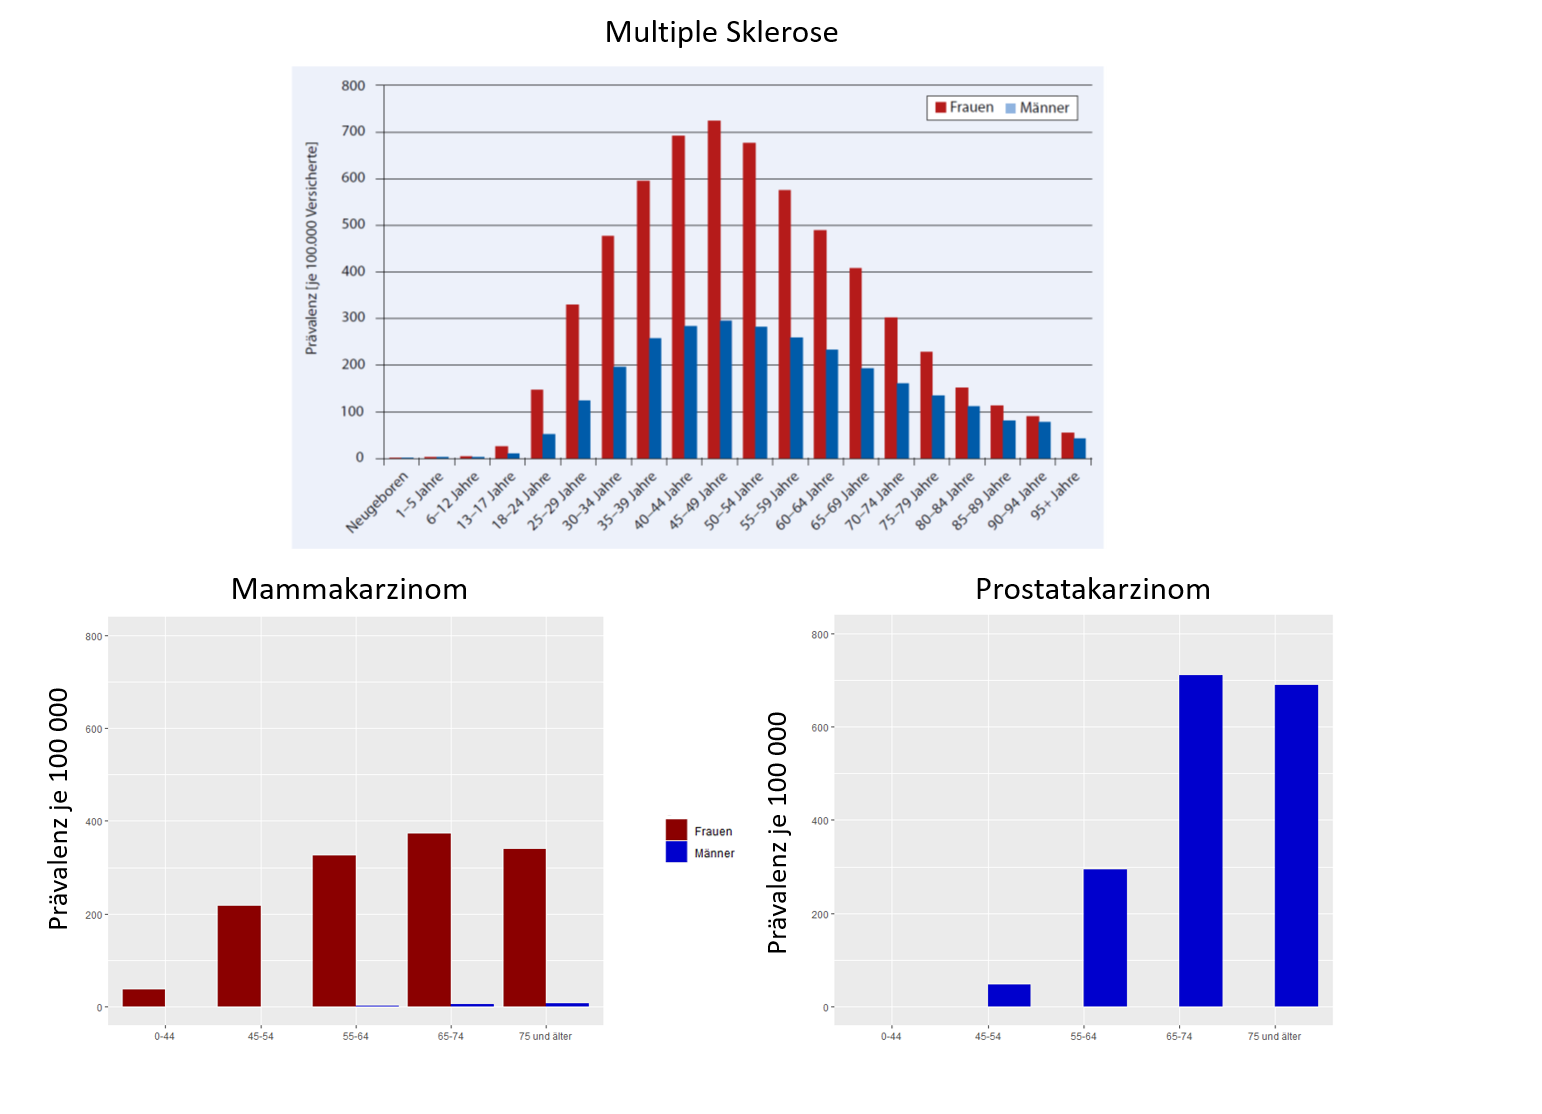 Multiple Sklerose
Prävalenz [je 100.000 Versicherte]
800
700
600
500
400
300
200
100
0
Frauen Männer
Neugeboren
1–5 Jahre
6–12 Jahre
13–17 Jahre
18–24 Jahre
25–29 Jahre
30–34 Jahre
35–39 Jahre
40–44 Jahre
45–49 Jahre
50–54 Jahre
55–59 Jahre
60–64 Jahre
65–69 Jahre
70–74 Jahre
75–79 Jahre
80–84 Jahre
85–89 Jahre
90–94 Jahre
95+ Jahre
Mammakarzinom
Prävalenz je 100 000
800
600
400
200
0
0-44 45-54 55-64 65-74 75 und älter
Frauen
Männer
Prostatakarzinom
Prävalenz je 100 000
800
600
400
200
0
0-44 45-54 55-64 65-74 75 und älter